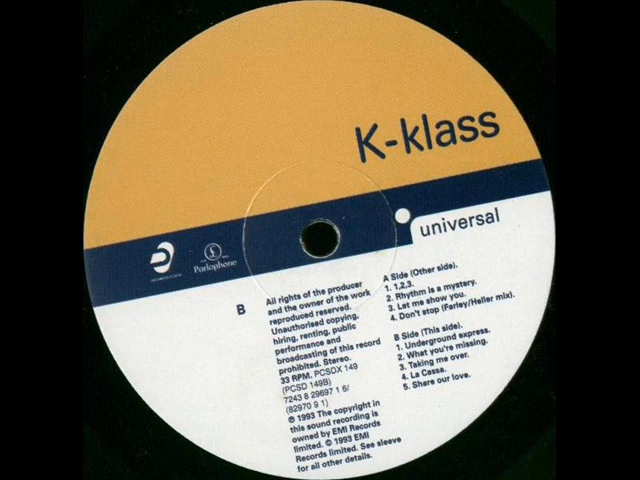 K-klass
universal
Parlophone
B
All rights of the producer
and the owner of the work
reproduced reserved.
Unauthorised copying,
hiring, renting, public
performance and
broadcasting of this record
prohibited. Stereo.
33 RPM. PCSDX 149
(PCSD 149B)
7243 8 29697 1 6/
(82970 9 1)
℗ 1993 The copyright in
this sound recording is
owned by EMI Records
limited. © 1993 EMI
Records limited. See sleeve
for all other details.
A Side (Other side).
1. 1,2,3.
2. Rhythm is a mystery.
3. Let me show you.
4. Don't stop (Farley/Heller mix).
B Side (This side).
1. Underground express.
2. What you're missing.
3. Taking me over.
4. La Cassa.
5. Share our love.